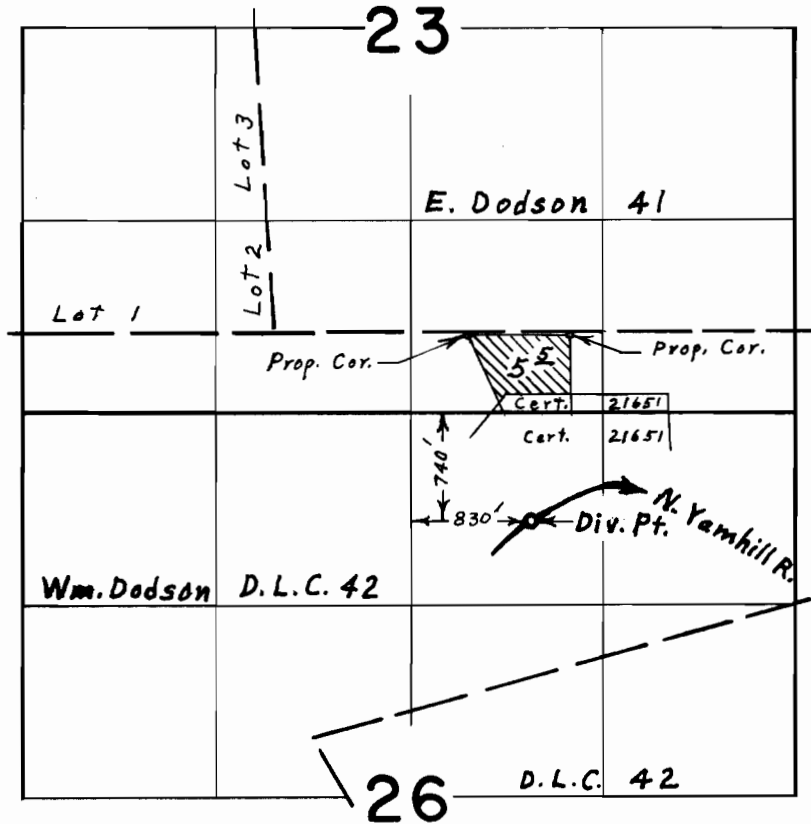 23
Lot 3
E. Dodson 41
Lot 2
Lot 1
Prop. Cor.
5 5
Prop. Cor.
Cert. 21651
Cert. 21651
740'
830'
Div. Pt.
N. Yamhill R.
Wm. Dodson D.L.C. 42
D.L.C. 42
26